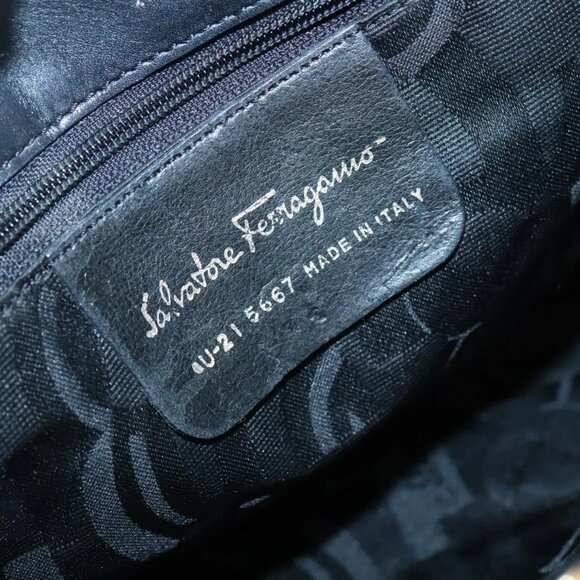 Salvatore Ferragamo
AU-21 5667 MADE IN ITALY